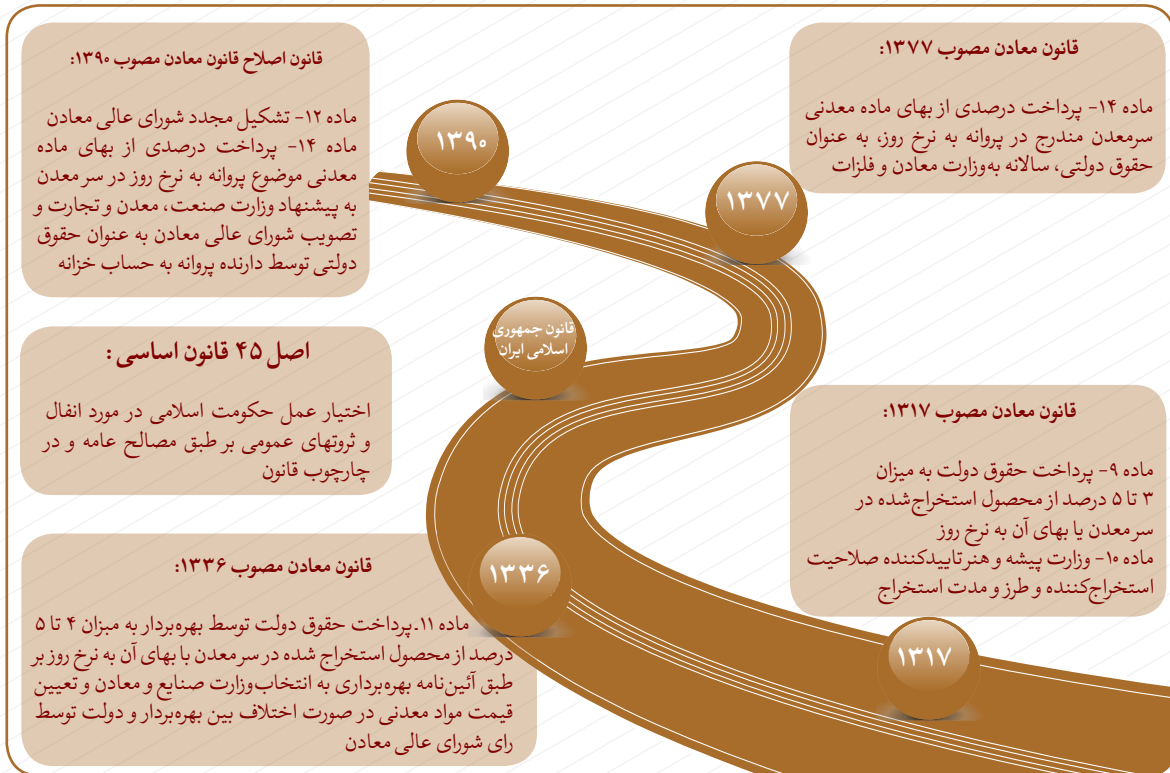 قانون معادن مصوب ۱۳۷۷:
ماده ۱۴- پرداخت درصدی از بهای ماده معدنی
سرمعدن مندرج در پروانه به نرخ روز، به عنوان
حقوق دولتی، سالانه به‌وزارت معادن و فلزات
قانون اصلاح قانون معادن مصوب ۱۳۹۰:
ماده ۱۲- تشکیل مجدد شورای عالی معادن
ماده ۱۴- پرداخت درصدی از بهای ماده
معدنی موضوع پروانه به نرخ روز در سر معدن
به پیشنهاد وزارت صنعت، معدن و تجارت و
تصویب شورای عالی معادن به عنوان حقوق
دولتی توسط دارنده پروانه به حساب خزانه
۱۳۹۰
۱۳۷۷
قانون جمهوری
اسلامی ایران
اصل ۴۵ قانون اساسی :
اختیار عمل حکومت اسلامی در مورد انفال
و ثروتهای عمومی بر طبق مصالح عامه و در
چارچوب قانون
قانون معادن مصوب ۱۳۱۷:
ماده ۹- پرداخت حقوق دولت به میزان
۳ تا ۵ درصد از محصول استخراج‌شده در
سرمعدن یا بهای آن به نرخ روز
ماده ۱۰- وزارت پیشه و هنر تاییدکننده صلاحیت
استخراج‌کننده و طرز و مدت استخراج
۱۳۳۶
قانون معادن مصوب ۱۳۳۶:
ماده ۱۱.پرداخت حقوق دولت توسط بهره‌بردار به مبزان ۴ تا ۵
درصد از محصول استخراج شده در سر معدن با بهای آن به نرخ روز بر
طبق آئین‌نامه بهره‌برداری به انتخاب‌وزارت صنایع و معادن و تعیین
قیمت مواد معدنی در صورت اختلاف بین بهره‌بردار و دولت توسط
رای شورای عالی معادن
۱۳۱۷